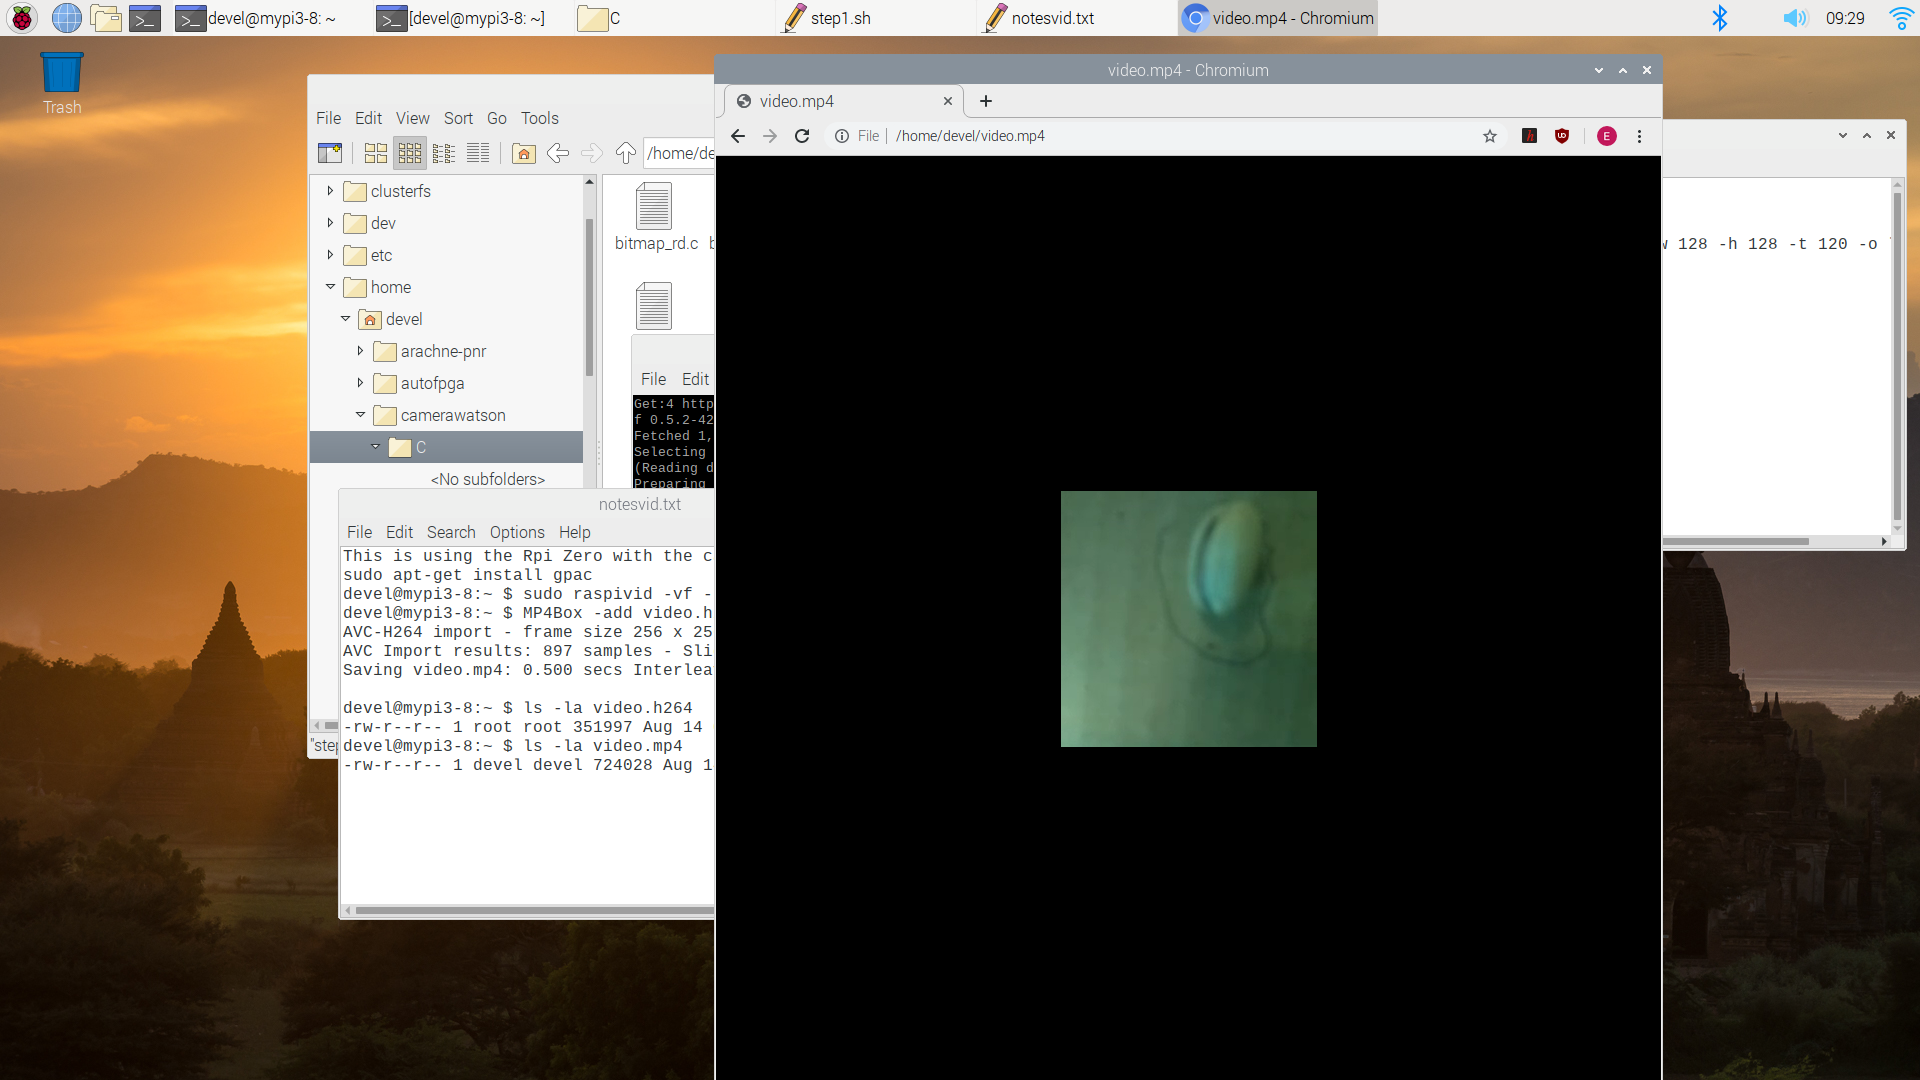 devel@mypi3-8: ~
[devel@mypi3-8: ~]
C
step1.sh
notesvid.txt
video.mp4 - Chromium
09:29
Trash
File Edit View Sort Go Tools
/home/de
clusterfs
dev
etc
home
devel
arachne-pnr
autofpga
camerawatson
C
<No subfolders>
"step
bitmap_rd.c b
File Edit
Get:4 http
f 0.5.2-42
Fetched 1,
Selecting
(Reading d
Preparing
notesvid.txt
File Edit Search Options Help
This is using the Rpi Zero with the c
sudo apt-get install gpac
devel@mypi3-8:~ $ sudo raspivid -vf -
devel@mypi3-8:~ $ MP4Box -add video.h
AVC-H264 import - frame size 256 x 25
AVC Import results: 897 samples - Sli
Saving video.mp4: 0.500 secs Interlea
devel@mypi3-8:~ $ ls -la video.h264
-rw-r--r-- 1 root root 351997 Aug 14
devel@mypi3-8:~ $ ls -la video.mp4
-rw-r--r-- 1 devel devel 724028 Aug 1
video.mp4 - Chromium
video.mp4
File | /home/devel/video.mp4
E
w 128 -h 128 -t 120 -o